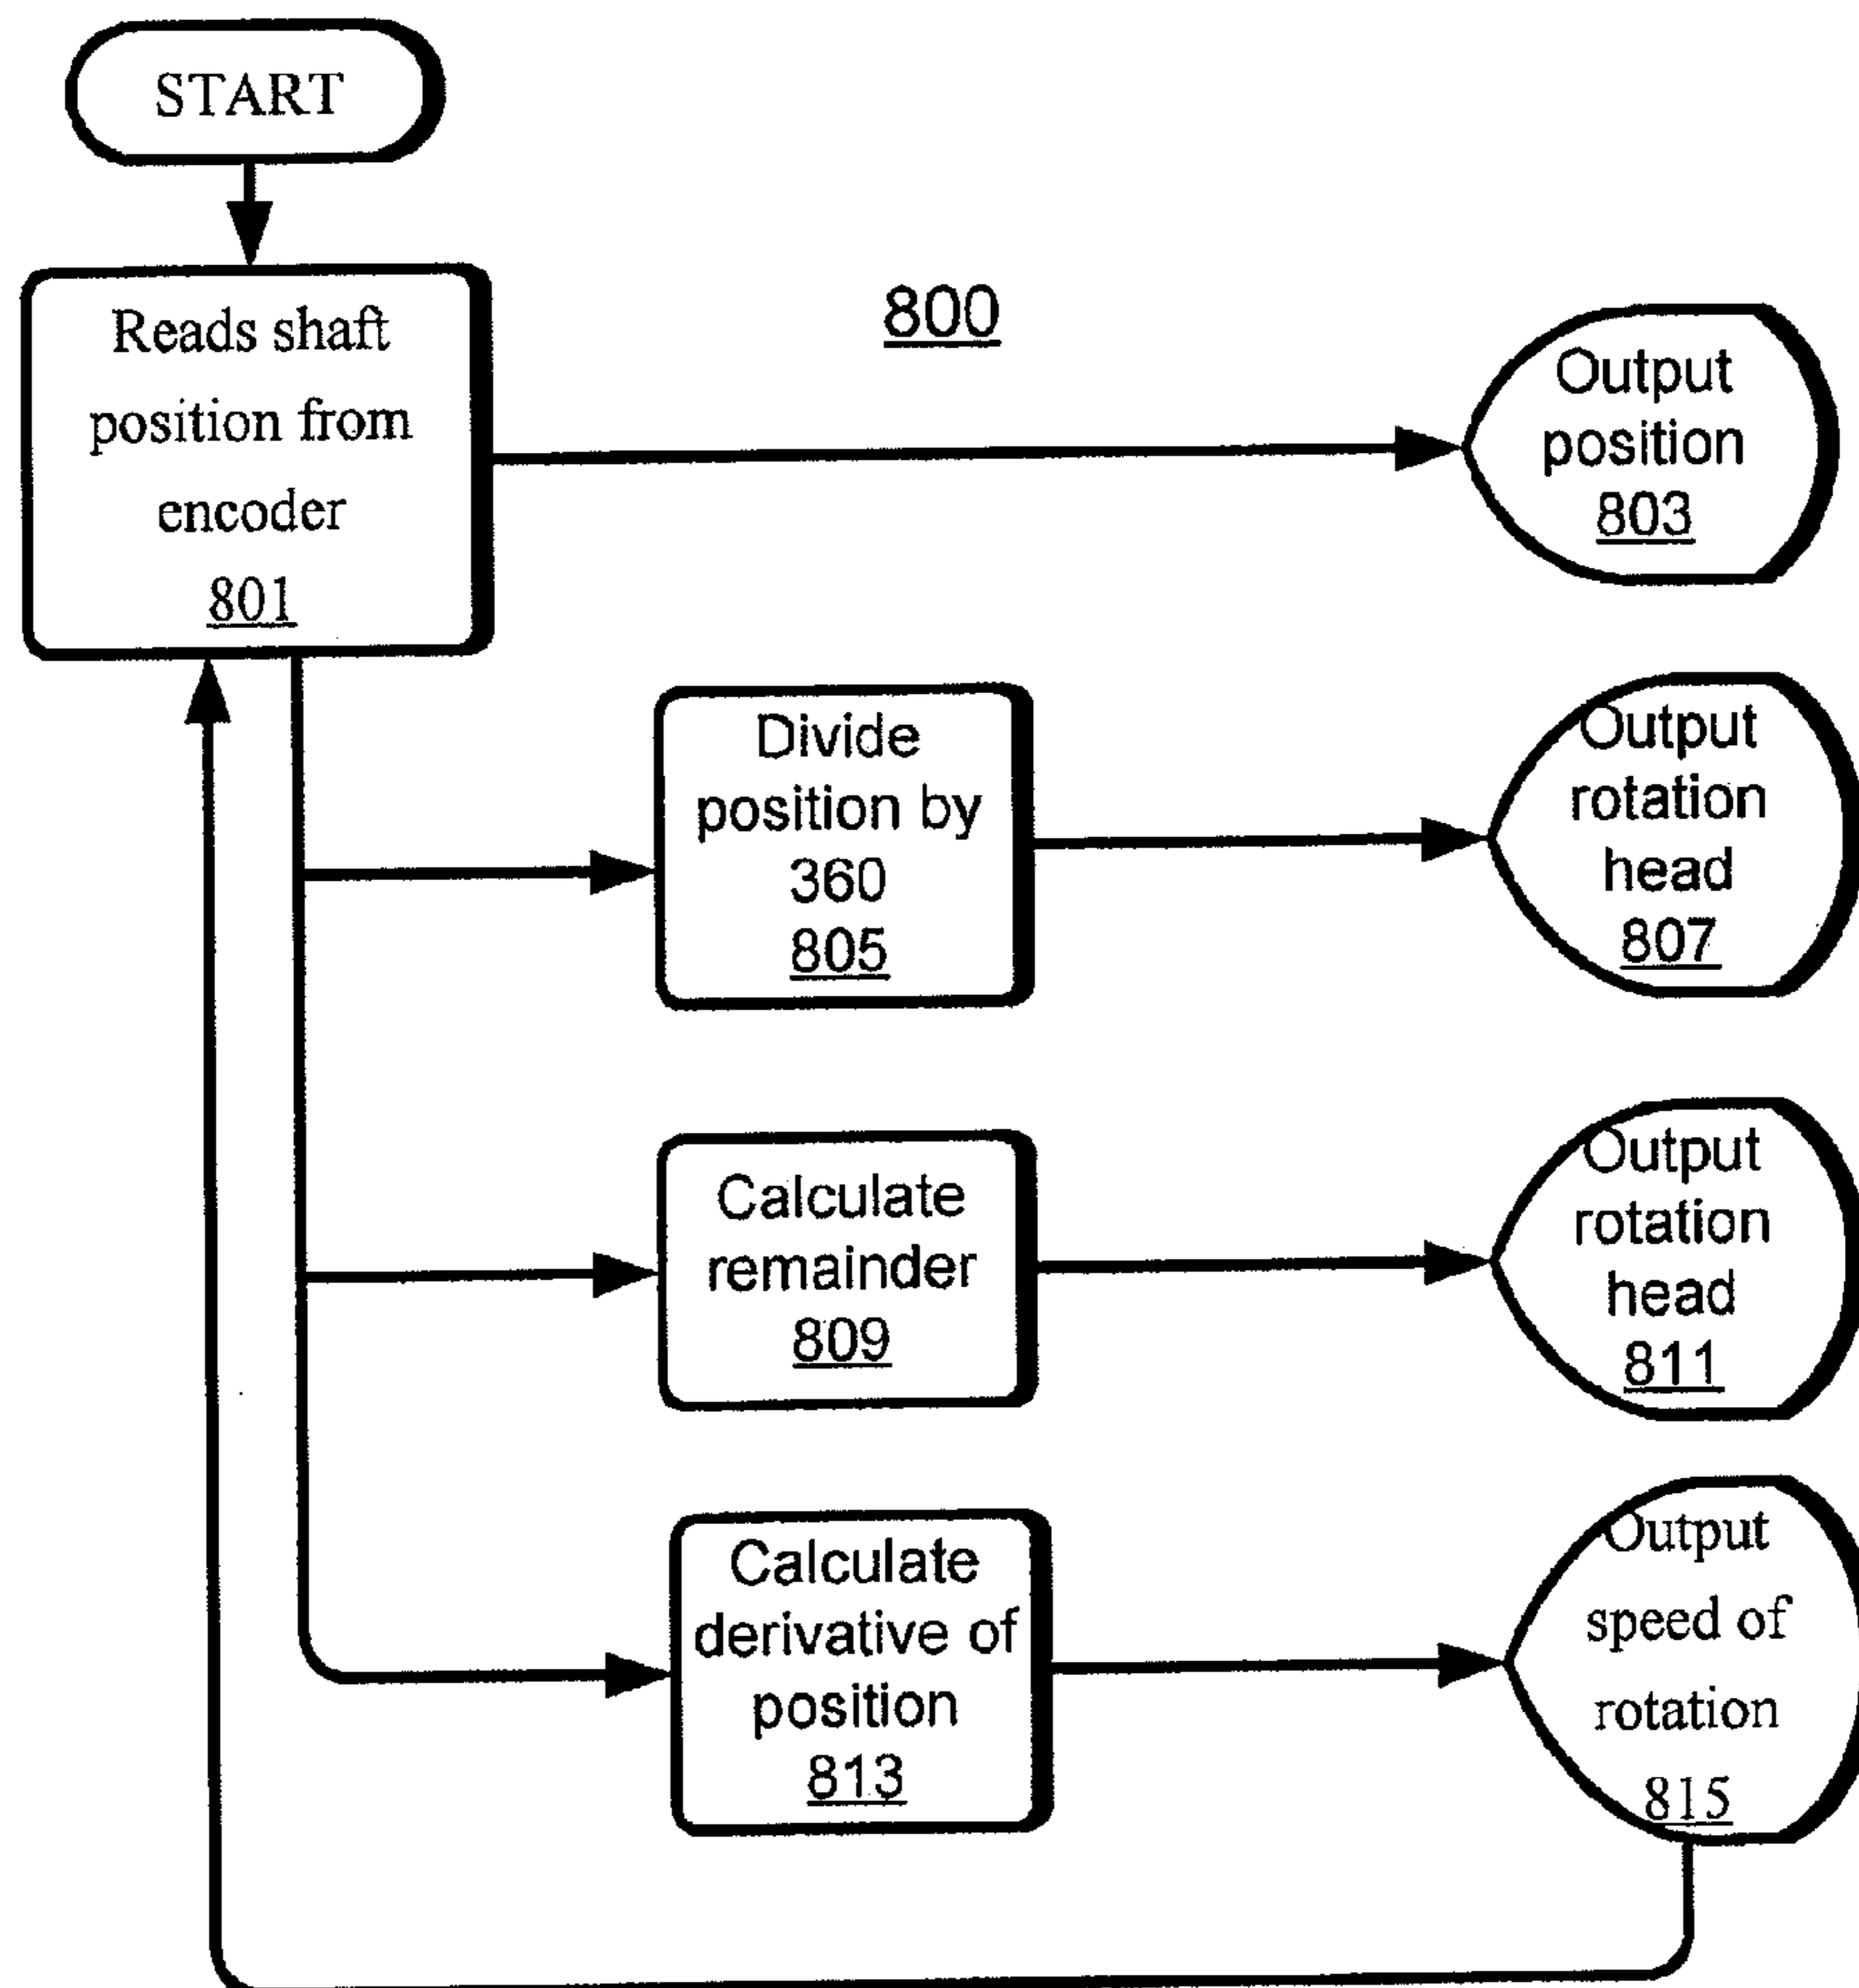 START
Reads shaft
position from
encoder
801
800
Output
position
803
Divide
position by
360
805
Output
rotation
head
807
Calculate
remainder
809
Output
rotation
head
811
Calculate
derivative of
position
813
Output
speed of
rotation
815